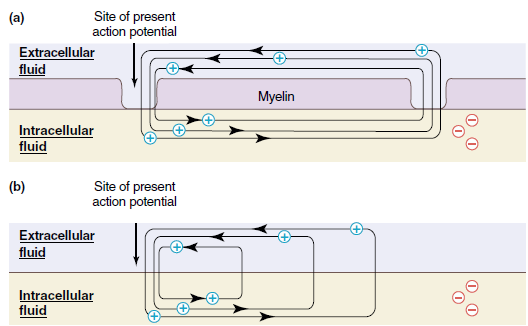 (a)
Site of present
action potential
Extracellular
fluid
Myelin
Intracellular
fluid
(b)
Site of present
action potential
Extracellular
fluid
Intracellular
fluid